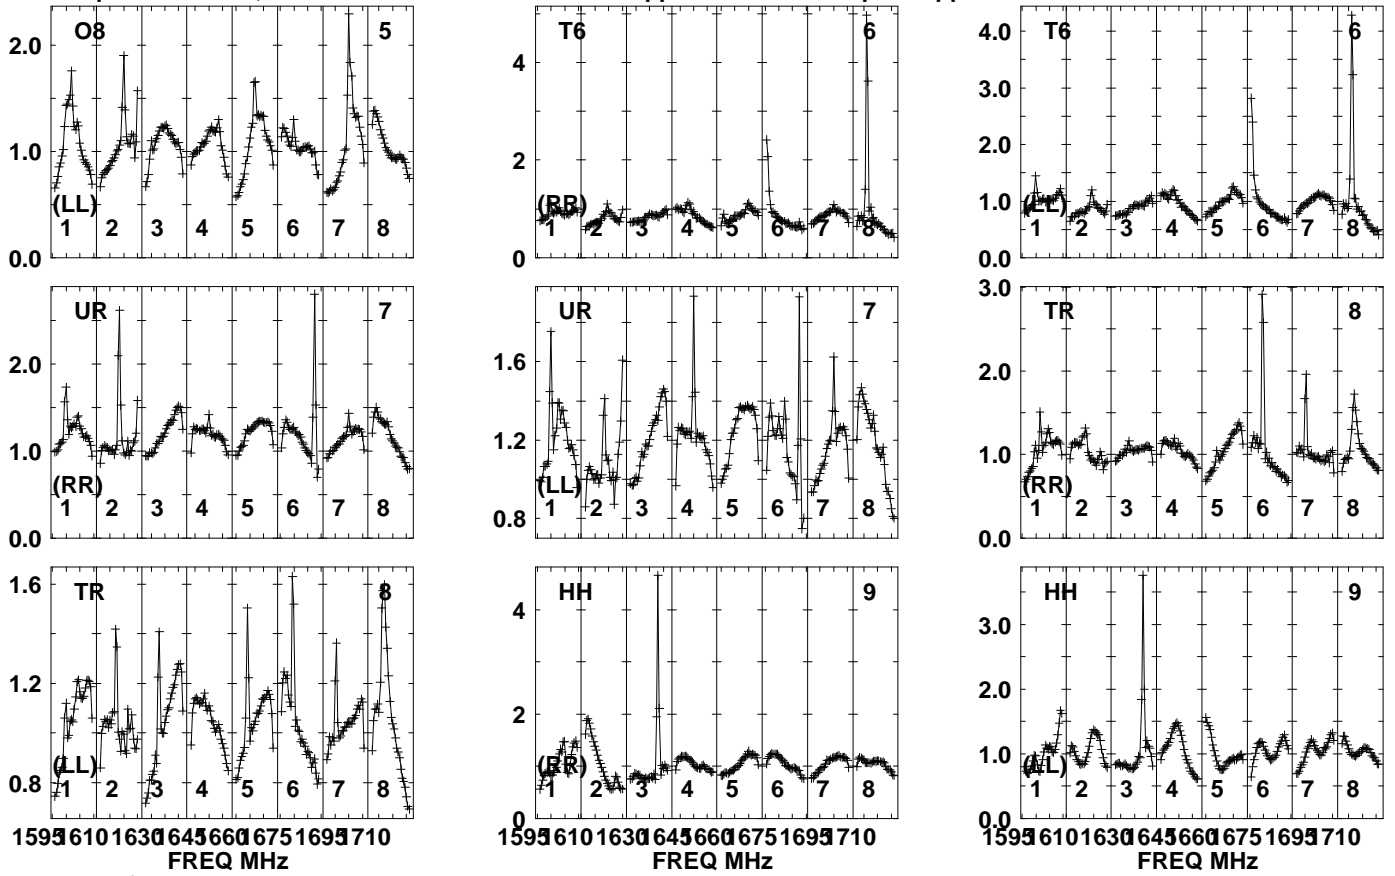 O8 5 T6 6 T6 6
2.0 4 4.0
3.0
1.0 2 2.0
(LL) (RR) (LL) 1.0
1 2 3 4 5 6 7 8 1 2 3 4 5 6 7 8 1 2 3 4 5 6 7 8
0.0 0 0.0
UR 7 UR 7 TR 8
3.0
2.0 1.6 2.0
1.0 1.2 1.0
(RR) (LL) (RR)
1 2 3 4 5 6 7 8 1 2 3 4 5 6 7 8 1 2 3 4 5 6 7 8
0.0 0.8 0.0
TR 8 HH 9 HH 9
1.6 4 3.0
1.2 2 2.0
(LL) (RR) 1.0 (LL)
0.8 1 2 3 4 5 6 7 8 1 2 3 4 5 6 7 8 1 2 3 4 5 6 7 8
0 0.0
1595 1610 1630 1645 1660 1675 1695 1710 1595 1610 1630 1645 1660 1675 1695 1710 1595 1610 1630 1645 1660 1675 1695 1710
FREQ MHz FREQ MHz FREQ MHz